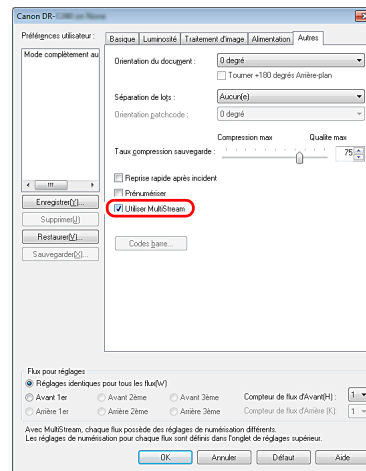 Canon DR-
Préférences utilisateur :
Mode complètement au
Enregistrer(Y)...
Supprimer(J)
Restaurer(V)...
Sauvegarder(X)...
Basique Luminosité Traitement d'image Alimentation Autres
Orientation du document : 0 degré
Tourner +180 degrés Arrière-plan
Séparation de lots : Aucun(e)
Orientation patchcode : 0 degré
Compression max Qualite max
Taux compression sauvegarde : 75
Reprise rapide après incident
Prénumériser
Utiliser MultiStream
Codes barre...
Flux pour réglages
Réglages identiques pour tous les flux(W)
Avant 1er Avant 2ème Avant 3ème Compteur de flux d'Avant(H) : 1
Arrière 1er Arrière 2ème Arrière 3ème Compteur de flux d'Arrière (K) 1
Avec MultiStream, chaque flux possède des réglages de numérisation différents.
Les réglages de numérisation pour chaque flux sont définis dans l'onglet de réglages supérieur.
OK Annuler Défaut Aide